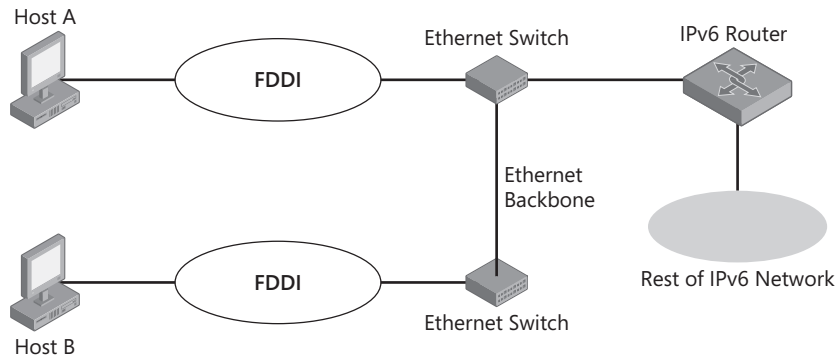 Host A
FDDI
Ethernet Switch
IPv6 Router
Ethernet
Backbone
Rest of IPv6 Network
FDDI
Ethernet Switch
Host B